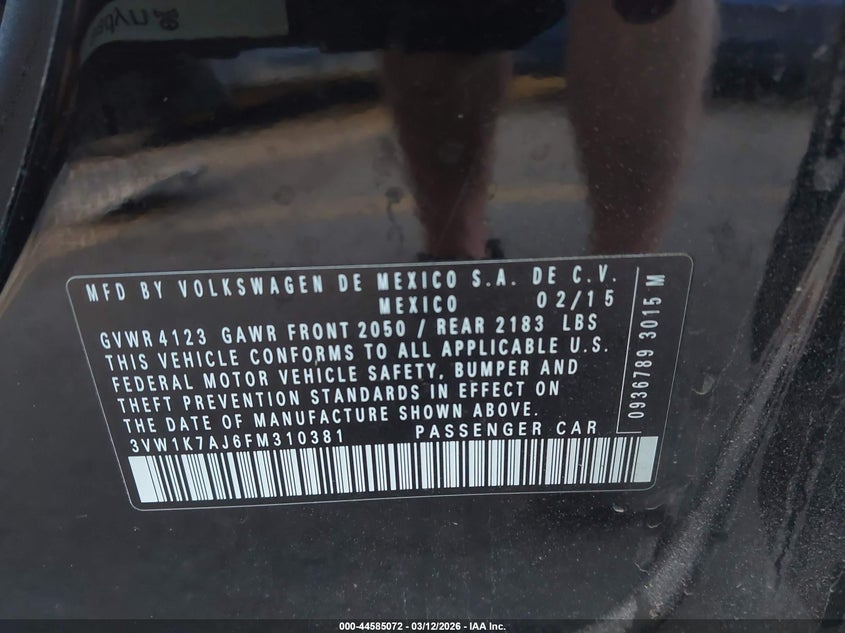 MFD BY VOLKSWAGEN DE MEXICO S.A. DE C.V.
MEXICO 02/15
GVWR 4123 GAWR FRONT 2050 / REAR 2183 LBS
THIS VEHICLE CONFORMS TO ALL APPLICABLE U.S.
FEDERAL MOTOR VEHICLE SAFETY, BUMPER AND
THEFT PREVENTION STANDARDS IN EFFECT ON
THE DATE OF MANUFACTURE SHOWN ABOVE.
3VW1K7AJ6FM310381 PASSENGER CAR
0936789 3015 M
000-44585072 - 03/12/2026 - IAA Inc.